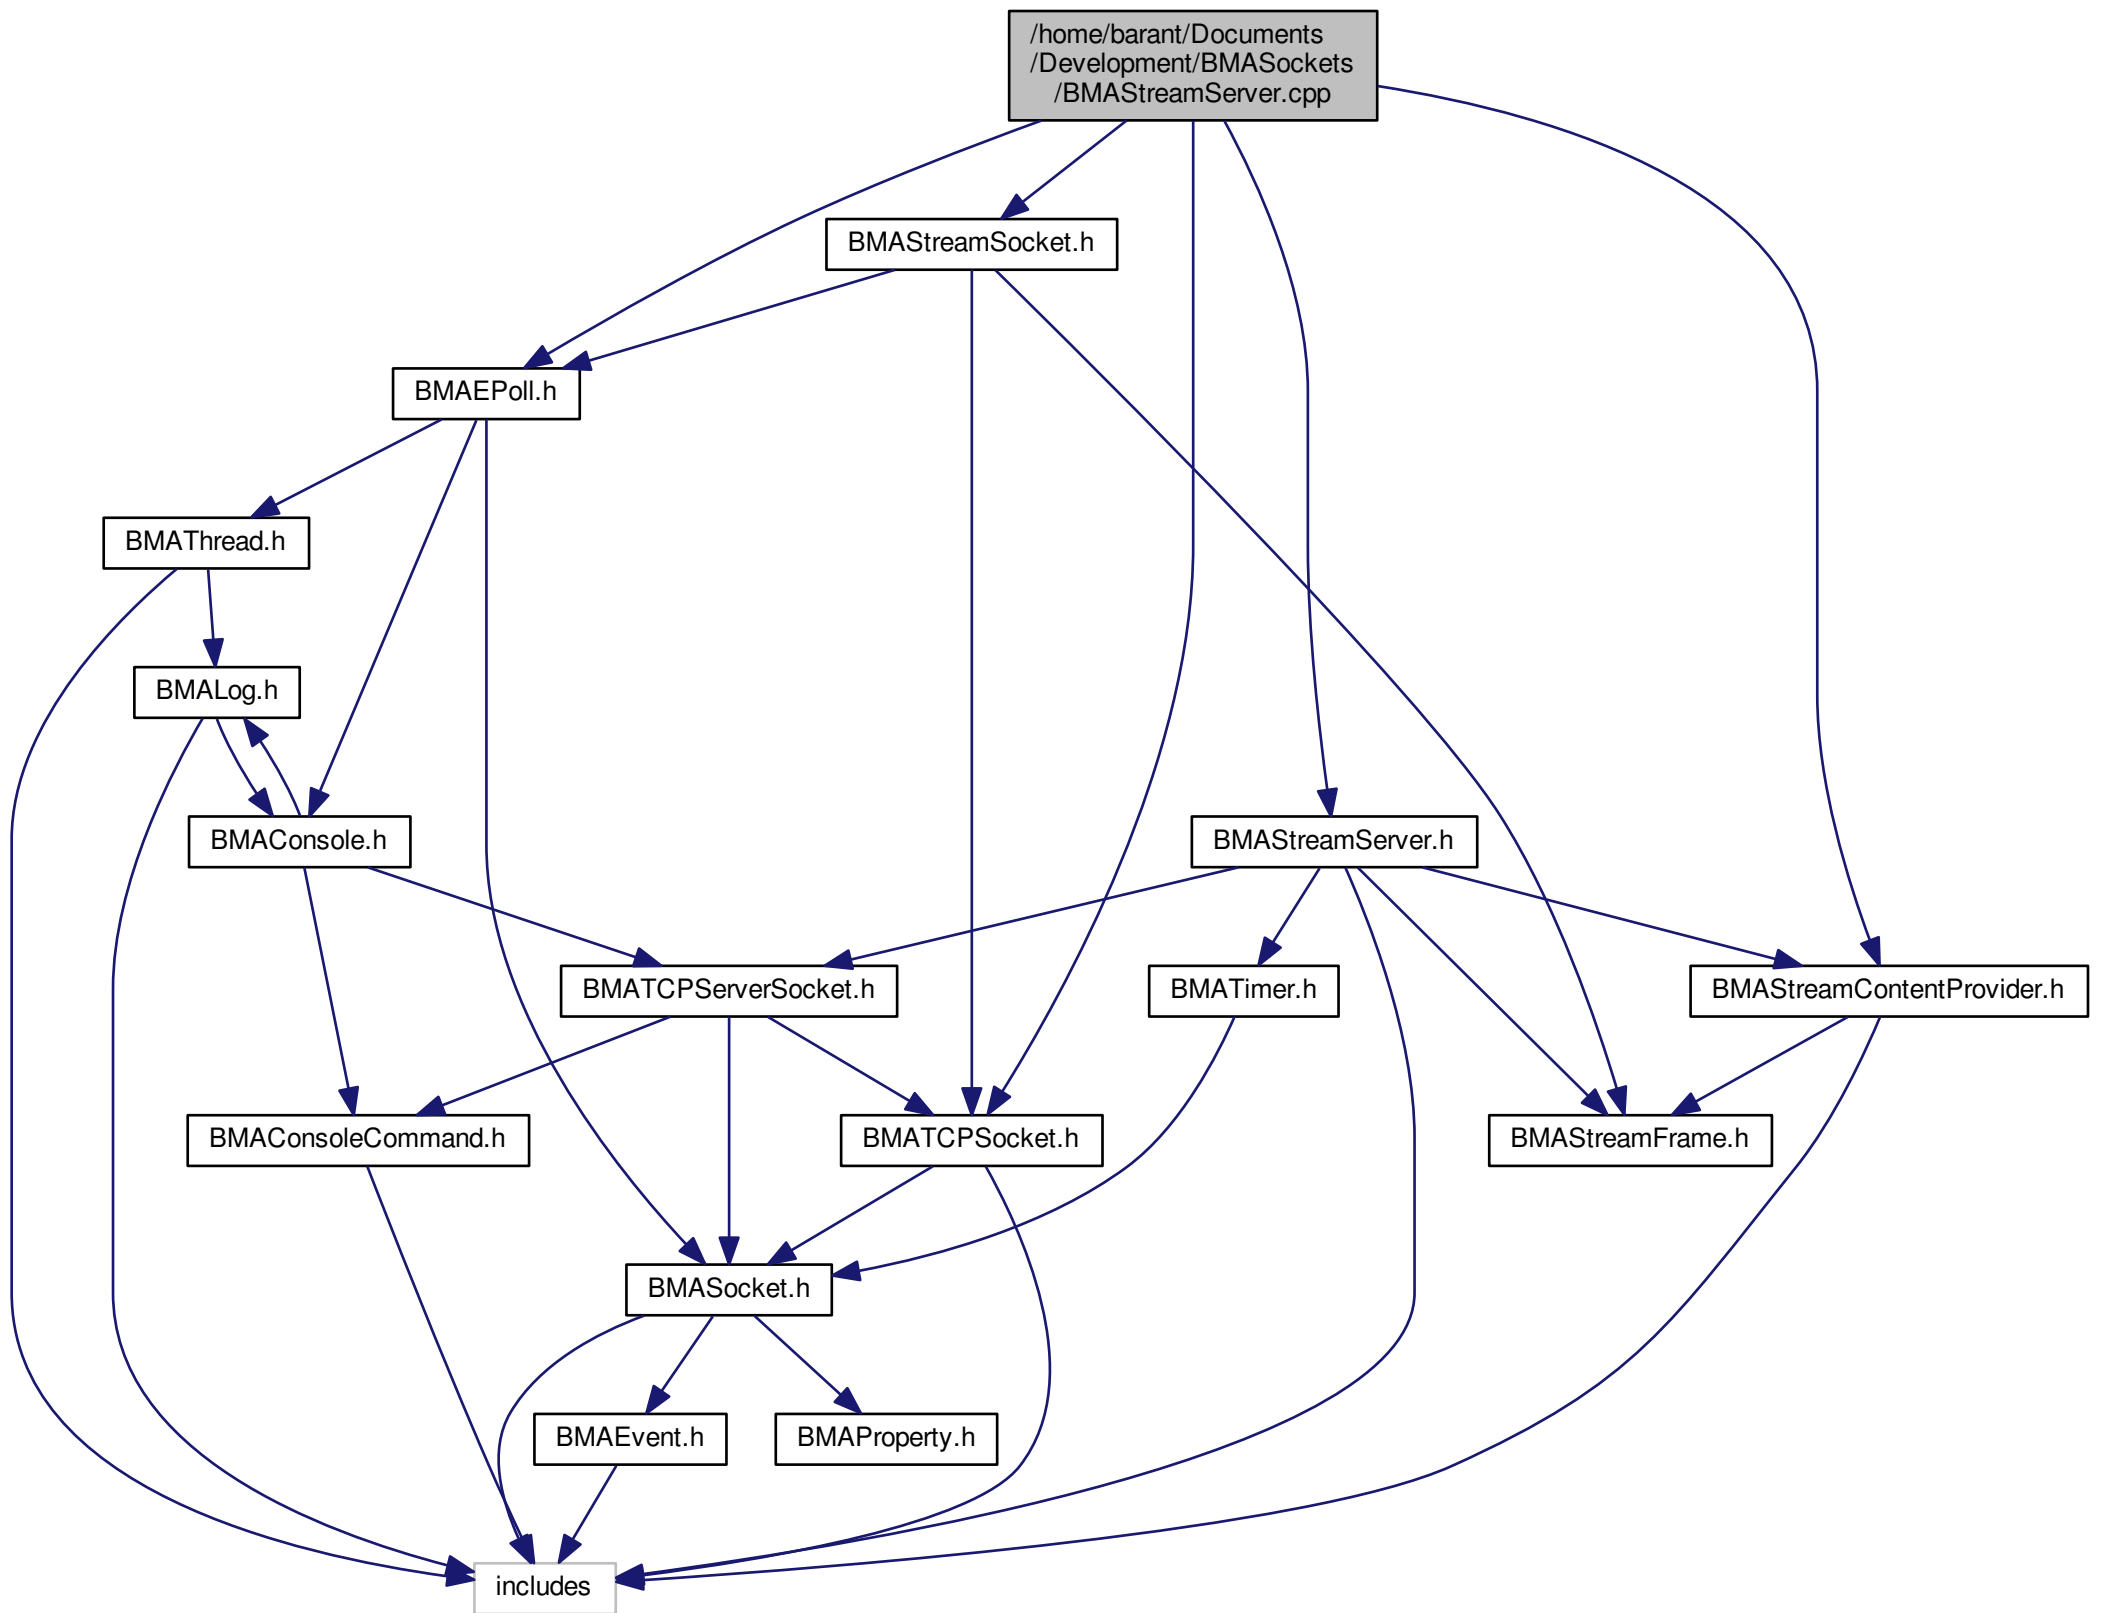 /home/barant/Documents
/Development/BMASockets
/BMAStreamServer.cpp
BMAStreamSocket.h
BMAEPoll.h
BMAThread.h
BMALog.h
BMAConsole.h
BMAStreamServer.h
BMATCPServerSocket.h
BMATimer.h
BMAStreamContentProvider.h
BMAConsoleCommand.h
BMATCPSocket.h
BMAStreamFrame.h
BMASocket.h
BMAEvent.h
BMAProperty.h
includes